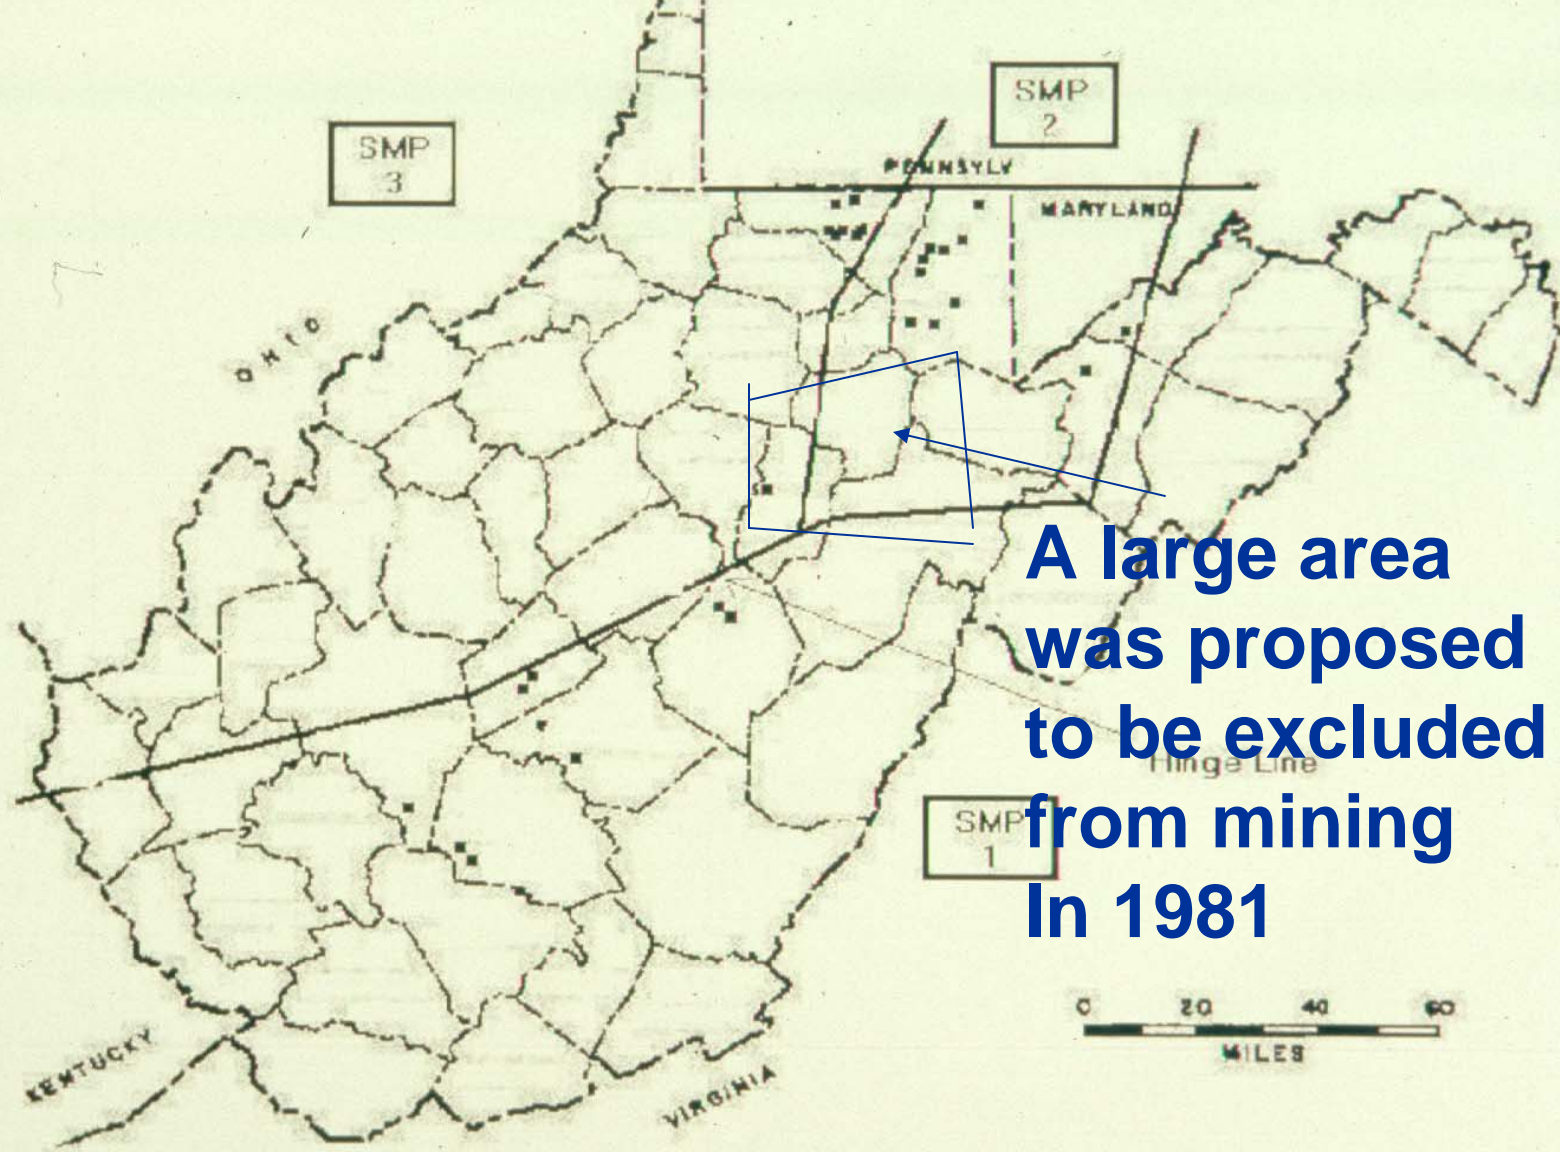 SMP
2
SMP
3
PENNSYLV
MARYLAND
OHIO
A large area
was proposed
to be excluded
Hinge Line
from mining
SMP
1
In 1981
0 20 40 60
MILES
KENTUCKY
VIRGINIA